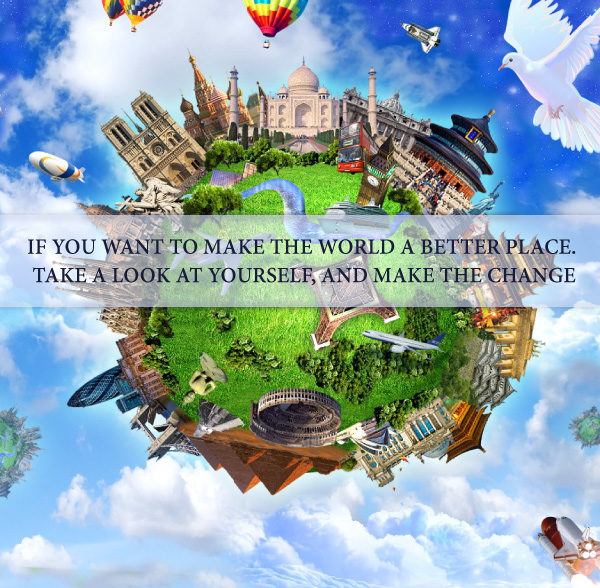 IF YOU WANT TO MAKE THE WORLD A BETTER PLACE.
TAKE A LOOK AT YOURSELF, AND MAKE THE CHANGE